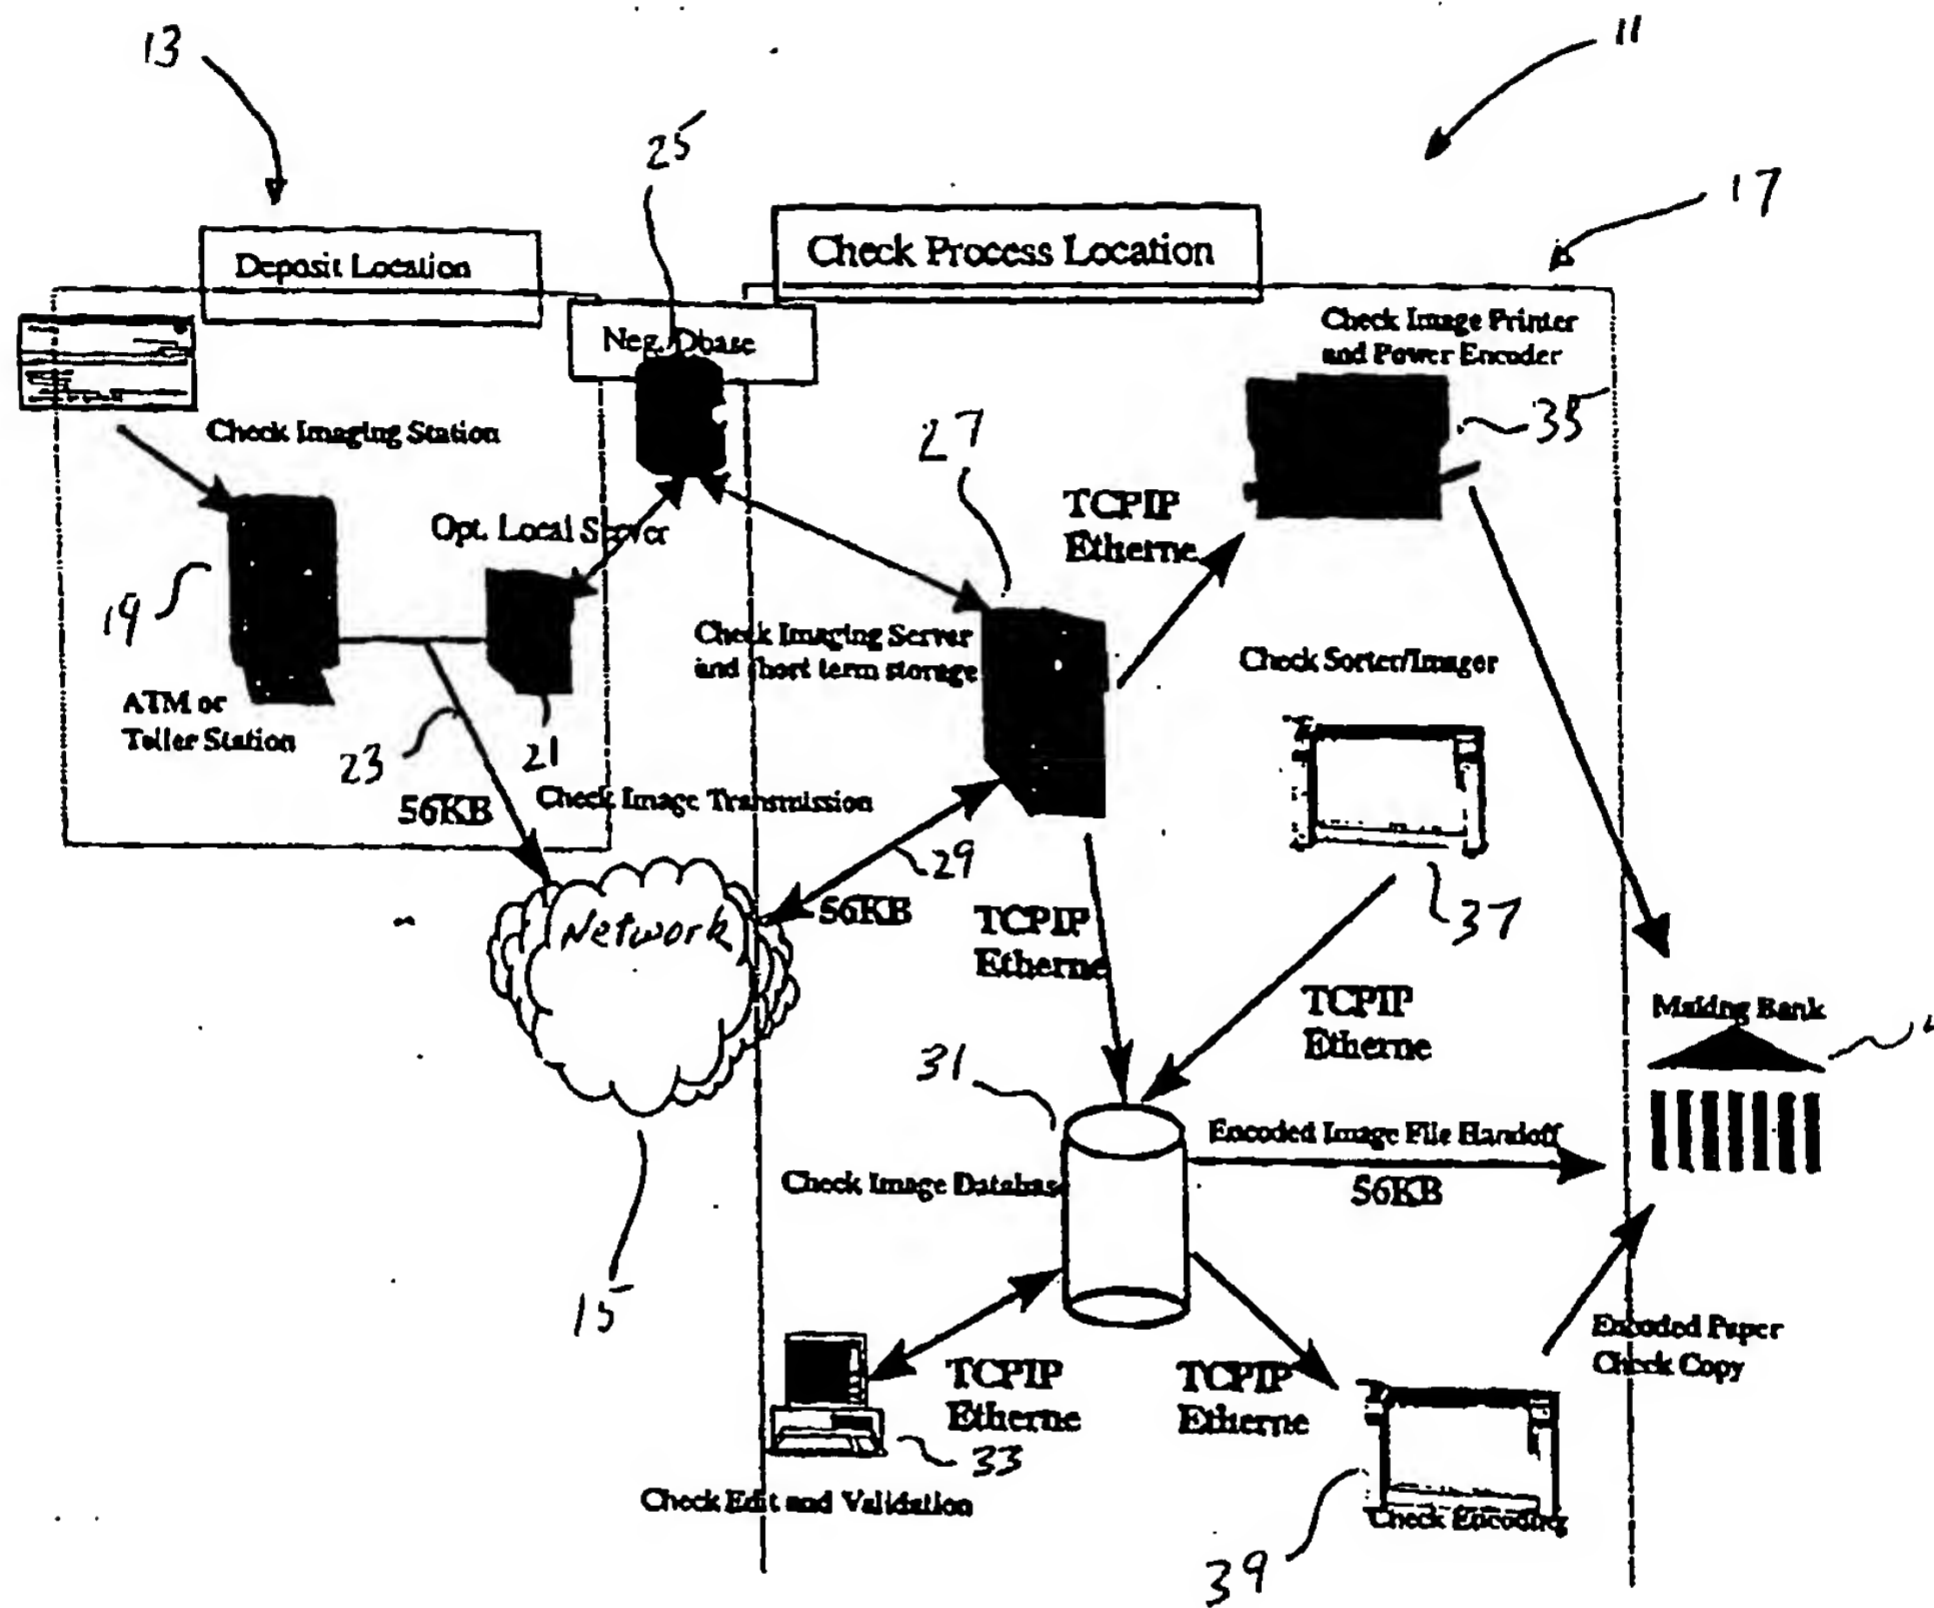 13
11
25
17
Deposit Location
Check Process Location
Neg. Dbase
Check Image Printer
and Power Encoder
35
Check Imaging Station
27
TCPIP
Etherne
Opt. Local Server
19
Check Imaging Server
and short term storage
Check Sorter/Imager
ATM or
Teller Station
23
21
56KB
Check Image Transmission
29
56KB
37
Network
TCPIP
Etherne
TCPIP
Etherne
Making Bank
31
Encoded Image File Handoff
56KB
Check Image Databas
15
Encoded Paper
Check Copy
TCPIP
Etherne
TCPIP
Etherne
33
Check Edit and Validation
Check Encoding
39